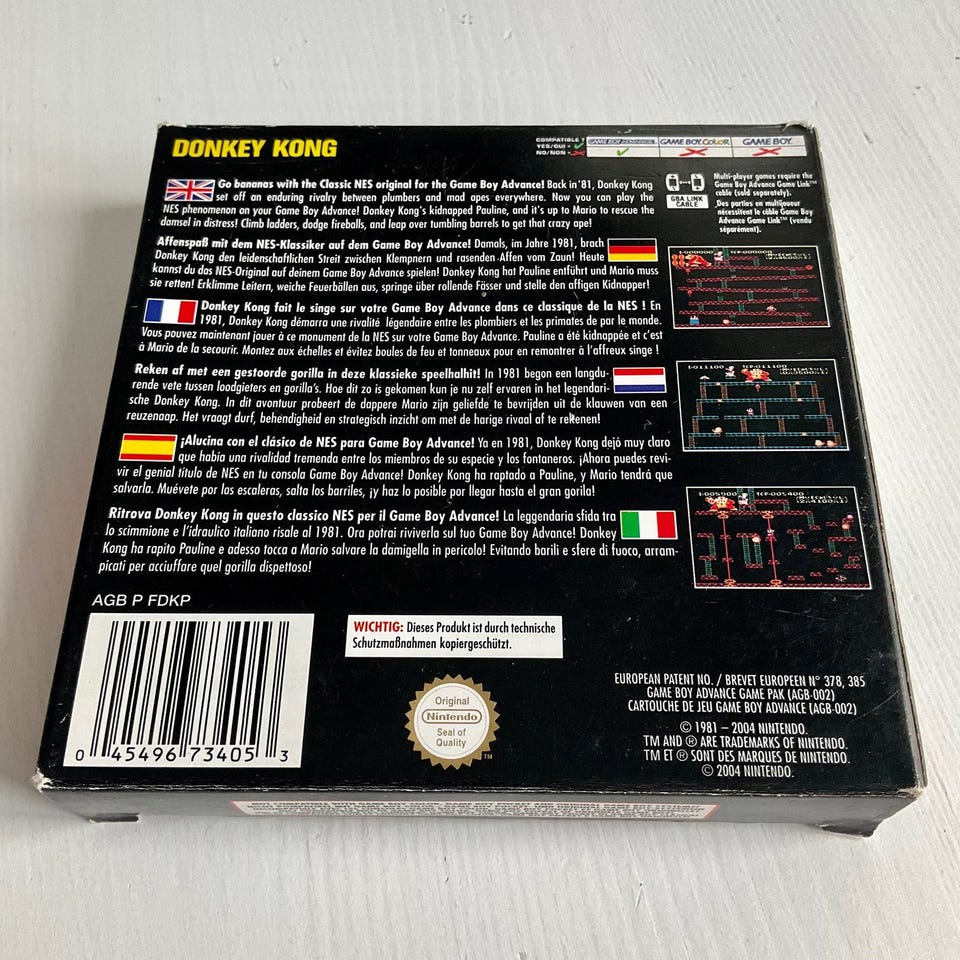 DONKEY KONG
COMPATIBLE ?
YES/OUI =
NO/NON =
GAME BOY ADVANCE
GAME BOY COLOR
GAME BOY
Go bananas with the Classic NES original for the Game Boy Advance! Back in '81, Donkey Kong
set off an enduring rivalry between plumbers and mad apes everywhere. Now you can play the
NES phenomenon on your Game Boy Advance! Donkey Kong's kidnapped Pauline, and it's up to Mario to rescue the
damsel in distress! Climb ladders, dodge fireballs, and leap over tumbling barrels to get that crazy ape!
GBA LINK
CABLE
Multi-player games require the
Game Boy Advance Game Link™
cable (sold separately).
Des parties en multijoueur
nécessitent le câble Game Boy
Advance Game Link™ (vendu
séparément).
Affenspaß mit dem NES-Klassiker auf dem Game Boy Advance! Damals, im Jahre 1981, brach
Donkey Kong den leidenschaftlichen Streit zwischen Klempnern und rasenden Affen vom Zaun! Heute
kannst du das NES-Original auf deinem Game Boy Advance spielen! Donkey Kong hat Pauline entführt und Mario muss
sie retten! Erklimme Leitern, weiche Feuerbällen aus, springe über rollende Fässer und stelle den affigen Kidnapper!
Donkey Kong fait le singe sur votre Game Boy Advance dans ce classique de la NES ! En
1981, Donkey Kong démarra une rivalité légendaire entre les plombiers et les primates de par le monde.
Vous pouvez maintenant jouer à ce monument de la NES sur votre Game Boy Advance. Pauline a été kidnappée et c'est
à Mario de la secourir. Montez aux échelles et évitez boules de feu et tonneaux pour en remontrer à l'affreux singe !
Reken af met een gestoorde gorilla in deze klassieke speelhalhit! In 1981 begon een langdu-
rende vete tussen loodgieters en gorilla's. Hoe dit zo is gekomen kun je nu zelf ervaren in het legendari-
sche Donkey Kong. In dit avontuur probeert de dappere Mario zijn geliefde te bevrijden uit de klauwen van een
reuzenaap. Het vraagt durf, behendigheid en strategisch inzicht om met de harige rivaal af te rekenen!
¡Alucina con el clásico de NES para Game Boy Advance! Ya en 1981, Donkey Kong dejó muy claro
que había una rivalidad tremenda entre los miembros de su especie y los fontaneros. ¡Ahora puedes revi-
vir el genial título de NES en tu consola Game Boy Advance! Donkey Kong ha raptado a Pauline, y Mario tendrá que
salvarla. Muévete por las escaleras, salta los barriles, ¡y haz lo posible por llegar hasta el gran gorila!
Ritrova Donkey Kong in questo classico NES per il Game Boy Advance! La leggendaria sfida tra
lo scimmione e l'idraulico italiano risale al 1981. Ora potrai riviverla sul tuo Game Boy Advance! Donkey
Kong ha rapito Pauline e adesso tocca a Mario salvare la damigella in pericolo! Evitando barili e sfere di fuoco, arram-
picati per acciuffare quel gorilla dispettoso!
AGB P FDKP
0 45496 73405 3
WICHTIG: Dieses Produkt ist durch technische
Schutzmaßnahmen kopiergeschützt.
Original
Nintendo
Seal of
Quality
TM
EUROPEAN PATENT NO. / BREVET EUROPEEN N° 378, 385
GAME BOY ADVANCE GAME PAK (AGB-002)
CARTOUCHE DE JEU GAME BOY ADVANCE (AGB-002)
© 1981 – 2004 NINTENDO.
TM AND ® ARE TRADEMARKS OF NINTENDO.
TM ET ® SONT DES MARQUES DE NINTENDO.
© 2004 NINTENDO.